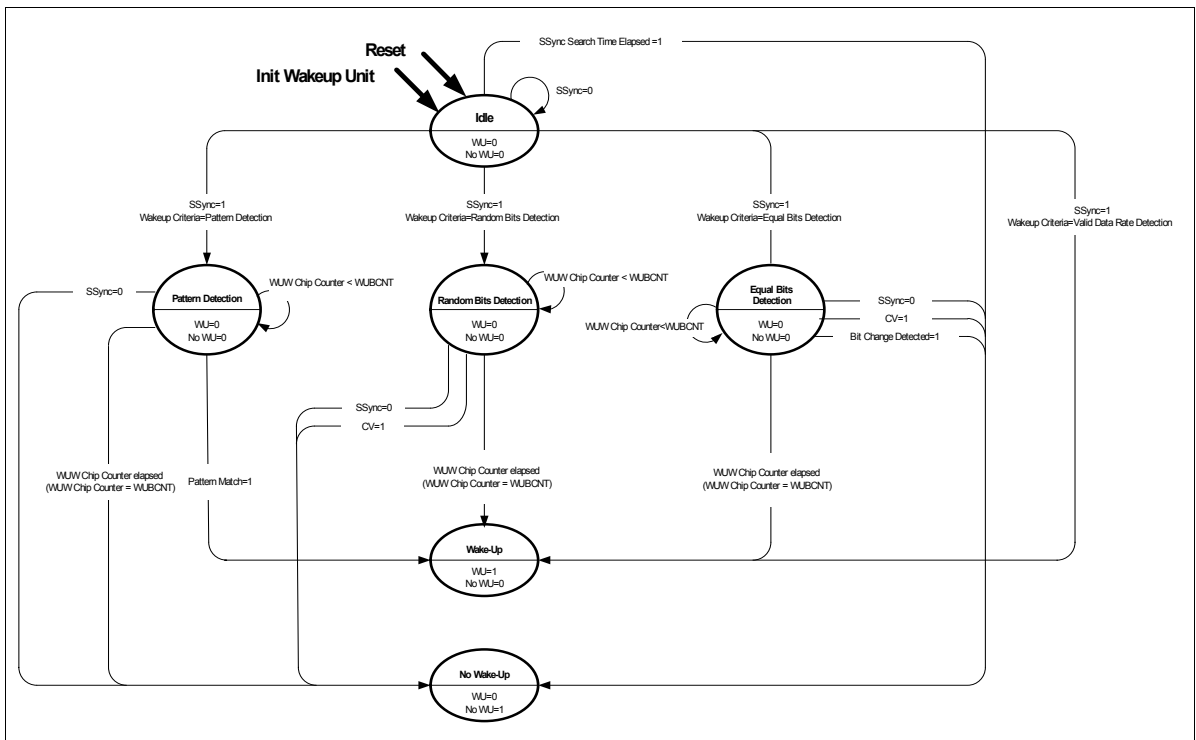 SSync Search Time Elapsed =1
Reset
Init Wakeup Unit
SSync=0
Idle
WU=0
No WU=0
SSync=1
Wakeup Criteria=Pattern Detection
SSync=1
Wakeup Criteria=Random Bits Detection
SSync=1
Wakeup Criteria=Equal Bits Detection
SSync=1
Wakeup Criteria=Valid Data Rate Detection
SSync=0
Pattern Detection
WU=0
No WU=0
WUW Chip Counter < WUBCNT
Random Bits Detection
WU=0
No WU=0
WUW Chip Counter < WUBCNT
Equal Bits
Detection
WU=0
No WU=0
WUW Chip Counter<WUBCNT
SSync=0
CV=1
Bit Change Detected=1
SSync=0
CV=1
WUW Chip Counter elapsed
(WUW Chip Counter = WUBCNT)
Pattern Match=1
WUW Chip Counter elapsed
(WUW Chip Counter = WUBCNT)
WUW Chip Counter elapsed
(WUW Chip Counter = WUBCNT)
Wake-Up
WU=1
No WU=0
No Wake-Up
WU=0
No WU=1